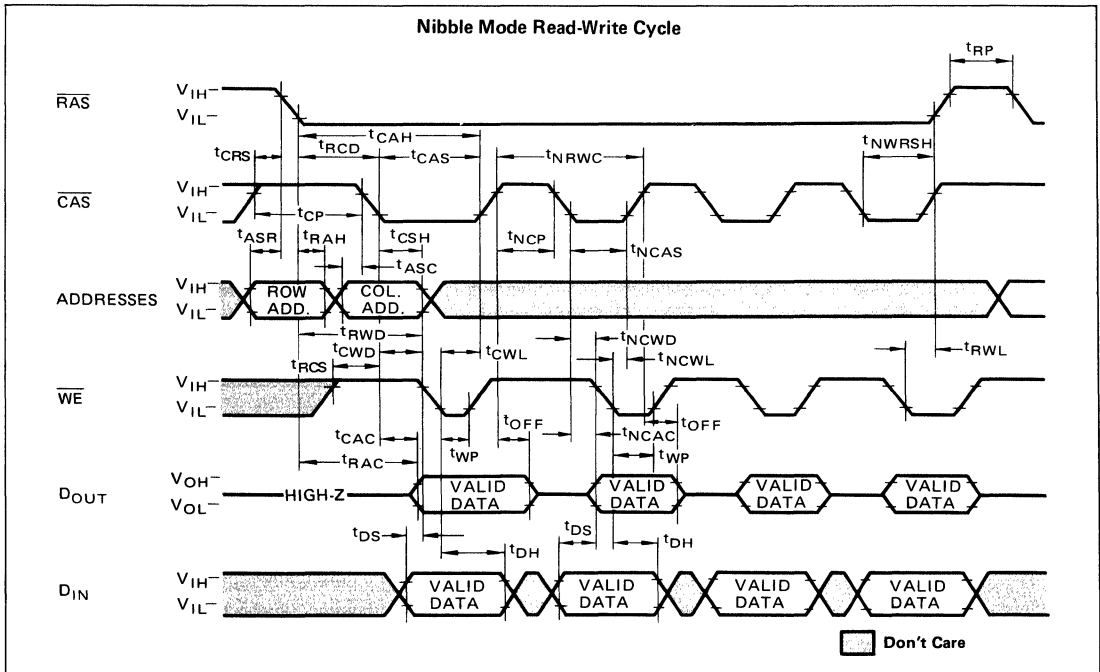 Nibble Mode Read-Write Cycle
tRP
RAS
VIH-
VIL-
tCAH
tCRS
tRCD
tCAS
tNRWC
tNWRSH
CAS
VIH-
VIL-
tCP
tASR
tRAH
tCSH
tNCP
tNCAS
tASC
ADDRESSES
VIH-
VIL-
ROW ADD.
COL. ADD.
tRWD
tNCWD
tCWD
tCWL
tNCWL
tRWL
tRCS
WE
VIH-
VIL-
tOFF
tOFF
tCAC
tNCAC
tWP
tWP
tRAC
DOUT
VOH-
VOL-
HIGH-Z
VALID DATA
VALID DATA
VALID DATA
VALID DATA
tDS
tDS
tDH
tDH
DIN
VIH-
VIL-
VALID DATA
VALID DATA
VALID DATA
VALID DATA
Don't Care